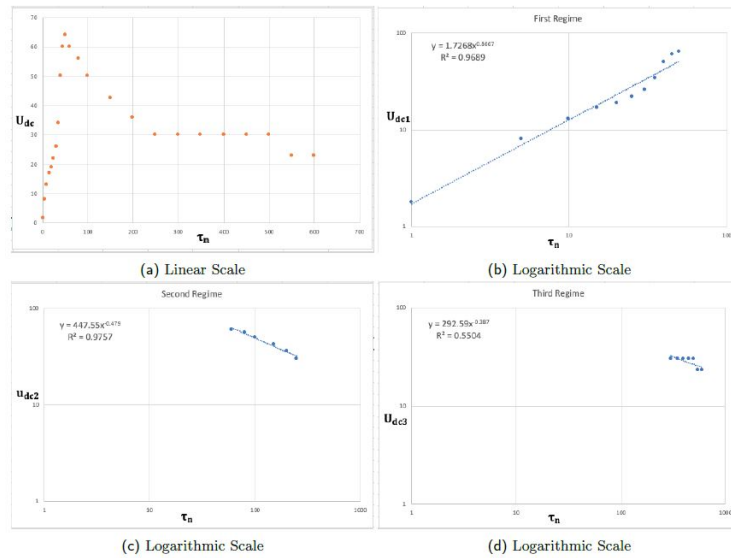 70
60
50
40
30
20
10
0
U_dc
0 100 200 300 400 500 600 700
τ_n
(a) Linear Scale
First Regime
y = 1.7268x^0.8667
R² = 0.9689
100
10
1
U_dc1
1 10 100
τ_n
(b) Logarithmic Scale
Second Regime
y = 447.55x^-0.479
R² = 0.9757
100
10
1
u_dc2
1 10 100 1000
τ_n
(c) Logarithmic Scale
Third Regime
y = 292.59x^-0.387
R² = 0.5504
100
10
1
U_dc3
1 10 100 1000
τ_n
(d) Logarithmic Scale